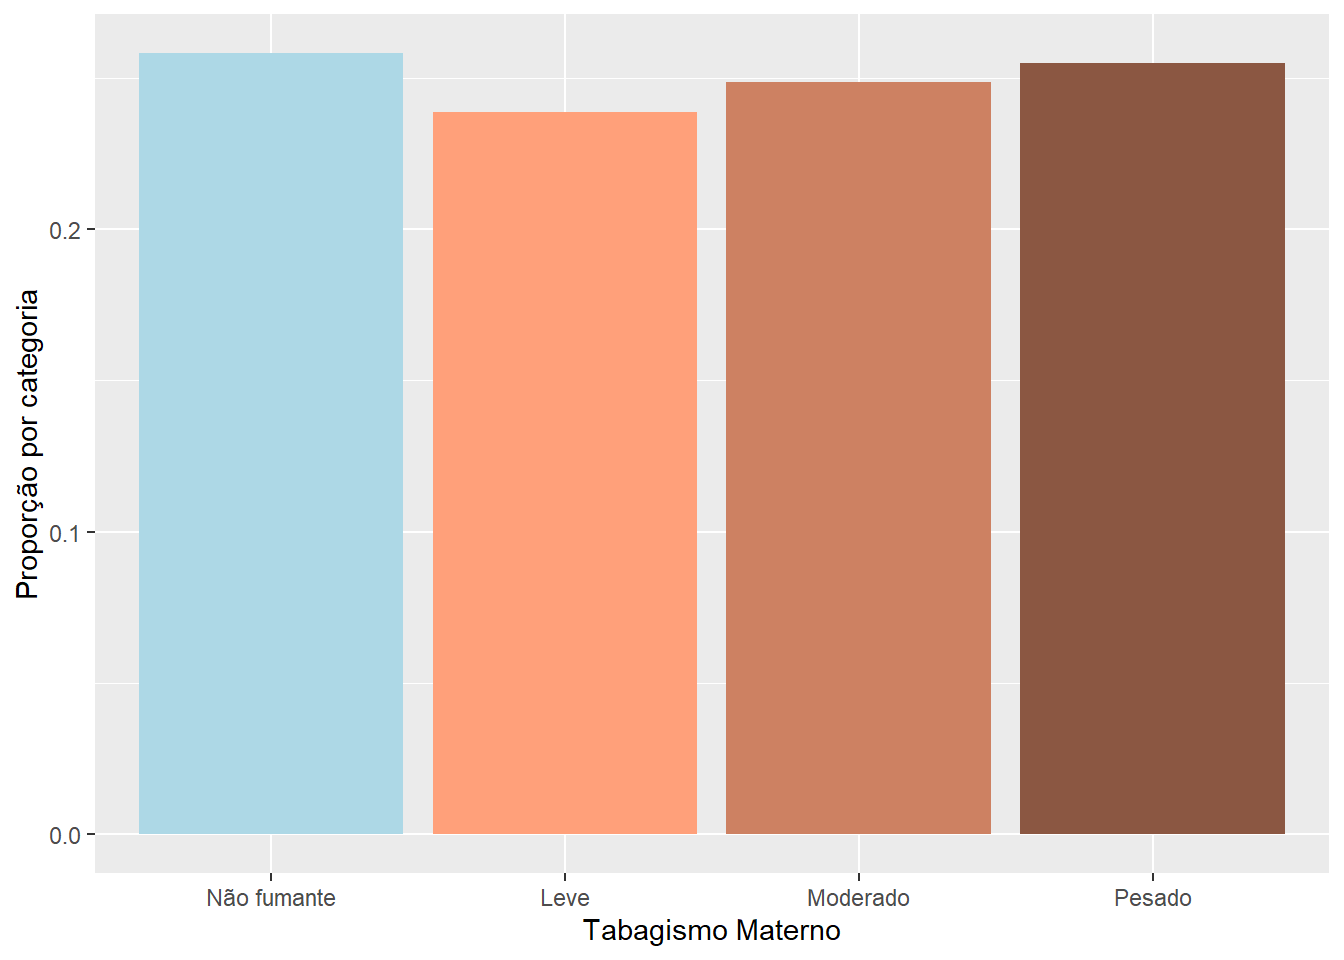 Proporção por categoria
0.2
0.1
0.0
Não fumante Leve Moderado Pesado
Tabagismo Materno